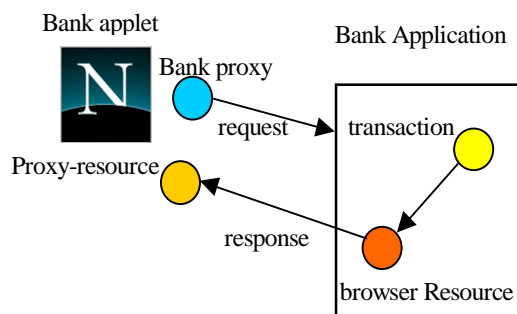 Bank applet
Bank Application
Bank proxy
N
request
transaction
Proxy-resource
response
browser Resource